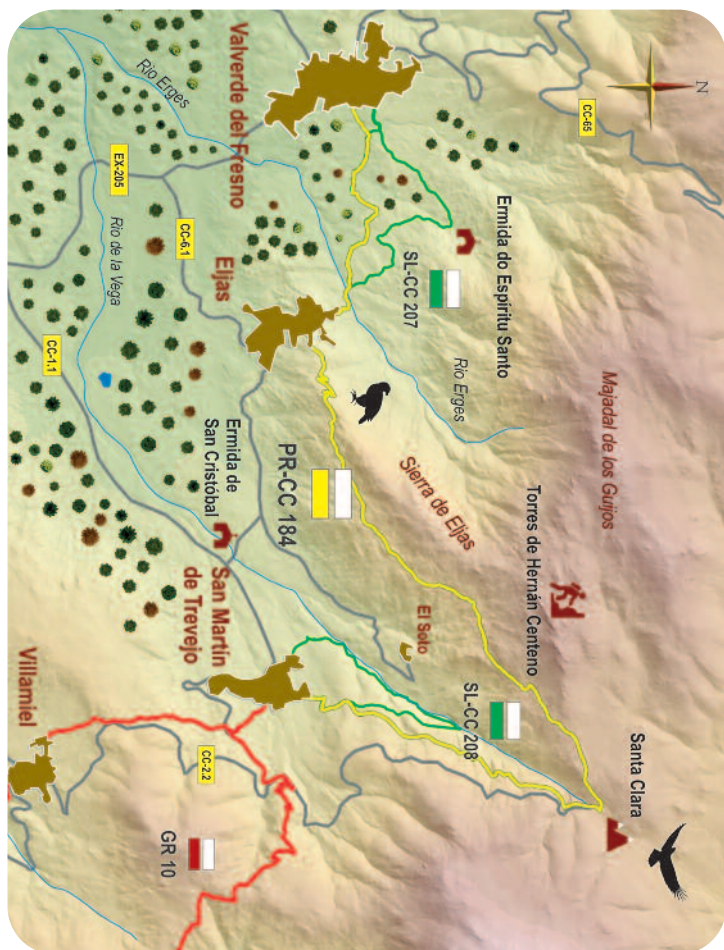 N
CC-65
Valverde del Fresno
Rio Erges
EX-205
CC-6.1
Rio de la Vega
Eljas
CC-1.1
Ermida do Espíritu Santo
SL-CC 207
Rio Erges
Majadal de los Guijos
Sierra de Eljas
Torres de Hernán Centeno
PR-CC 184
Ermida de
San Cristóbal
San Martín
de Trevejo
El Soto
SL-CC 208
Santa Clara
Villamiel
CC-2.2
GR 10